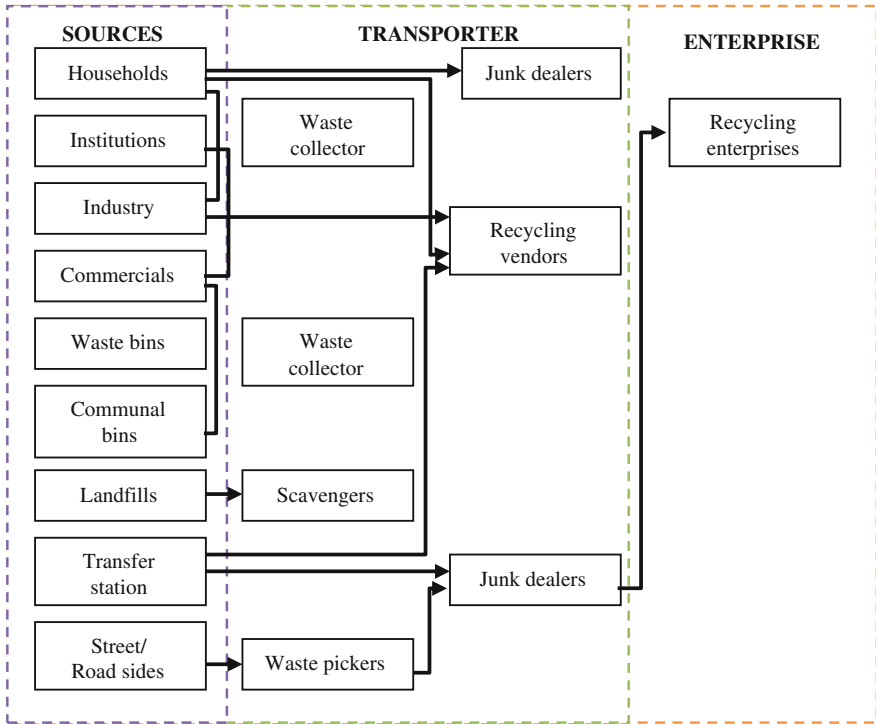 SOURCES
TRANSPORTER
ENTERPRISE
Households
Junk dealers
Institutions
Waste
collector
Recycling
enterprises
Industry
Recycling
vendors
Commercials
Waste bins
Waste
collector
Communal
bins
Landfills
Scavengers
Transfer
station
Junk dealers
Street/
Road sides
Waste pickers